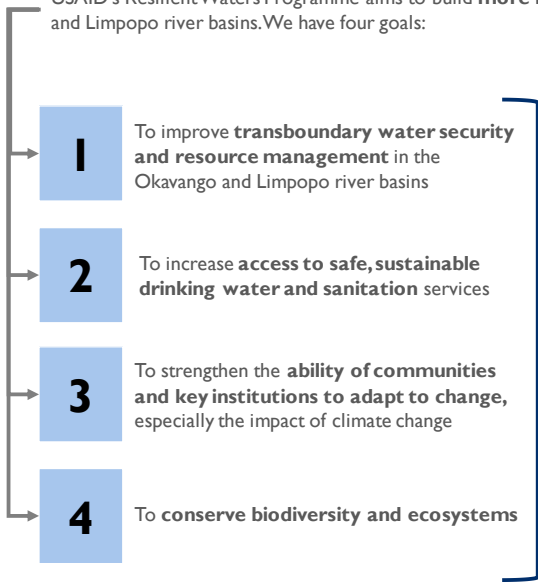 USAID's Resilient Waters Programme aims to build more
and Limpopo river basins. We have four goals:
1
To improve transboundary water security
and resource management in the
Okavango and Limpopo river basins
2
To increase access to safe, sustainable
drinking water and sanitation services
3
To strengthen the ability of communities
and key institutions to adapt to change,
especially the impact of climate change
4
To conserve biodiversity and ecosystems